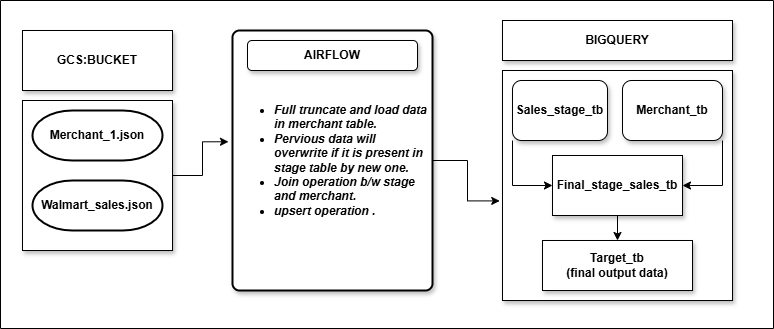 GCS:BUCKET
Merchant_1.json
Walmart_sales.json
AIRFLOW
• Full truncate and load data
in merchant table.
• Pervious data will
overwrite if it is present in
stage table by new one.
• Join operation b/w stage
and merchant.
• upsert operation .
BIGQUERY
Sales_stage_tb
Merchant_tb
Final_stage_sales_tb
Target_tb
(final output data)